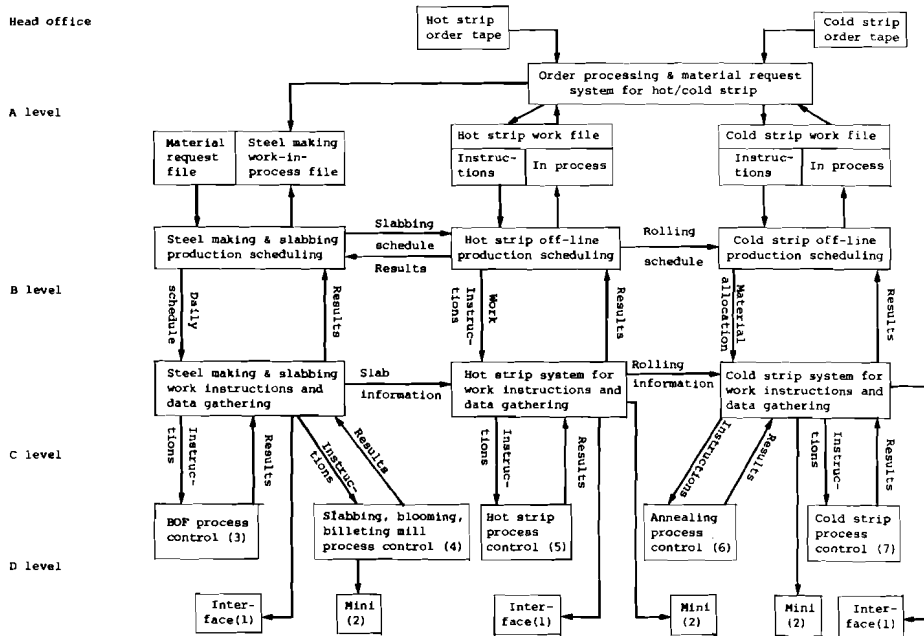 Head office
Hot strip
order tape
Cold strip
order tape
Order processing & material request
system for hot/cold strip
A level
Material
request
file
Steel making
work-in-
process file
Hot strip work file
Instruc-
tions
In process
Cold strip work file
Instruc-
tions
In process
Steel making & slabbing
production scheduling
Slabbing
schedule
Results
Hot strip off-line
production scheduling
Rolling
schedule
Cold strip off-line
production scheduling
B level
Daily
schedule
Results
Work
Instruc-
tions
Results
Material
allocation
Results
Steel making & slabbing
work instructions and
data gathering
Slab
information
Hot strip system for
work instructions and
data gathering
Rolling
information
Cold strip system for
work instructions and
data gathering
C level
Instruc-
tions
Results
Instruc-
tions
Results
Instruc-
tions
Results
Instructions
Results
Instruc-
tions
Results
BOF process
control (3)
Slabbing, blooming,
billeting mill
process control (4)
Hot strip
process
control (5)
Annealing
process
control (6)
Cold strip
process
control (7)
D level
Inter-
face(1)
Mini
(2)
Inter-
face(1)
Mini
(2)
Mini
(2)
Inter-
face(1)